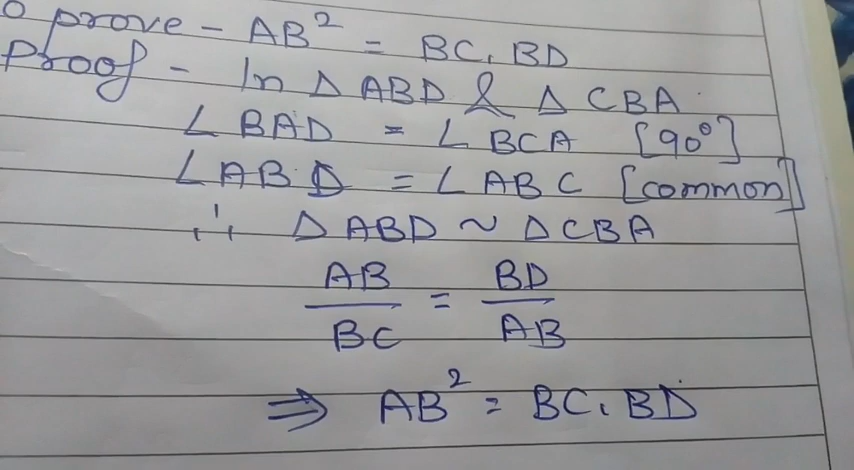 o prove - AB² = BC. BD
Proof - In Δ ABD & Δ CBA
∠ BAD = ∠ BCA [90°]
∠ ABD = ∠ ABC [common]
∴ Δ ABD ~ Δ CBA
AB/BC = BD/AB
⇒ AB² = BC. BD